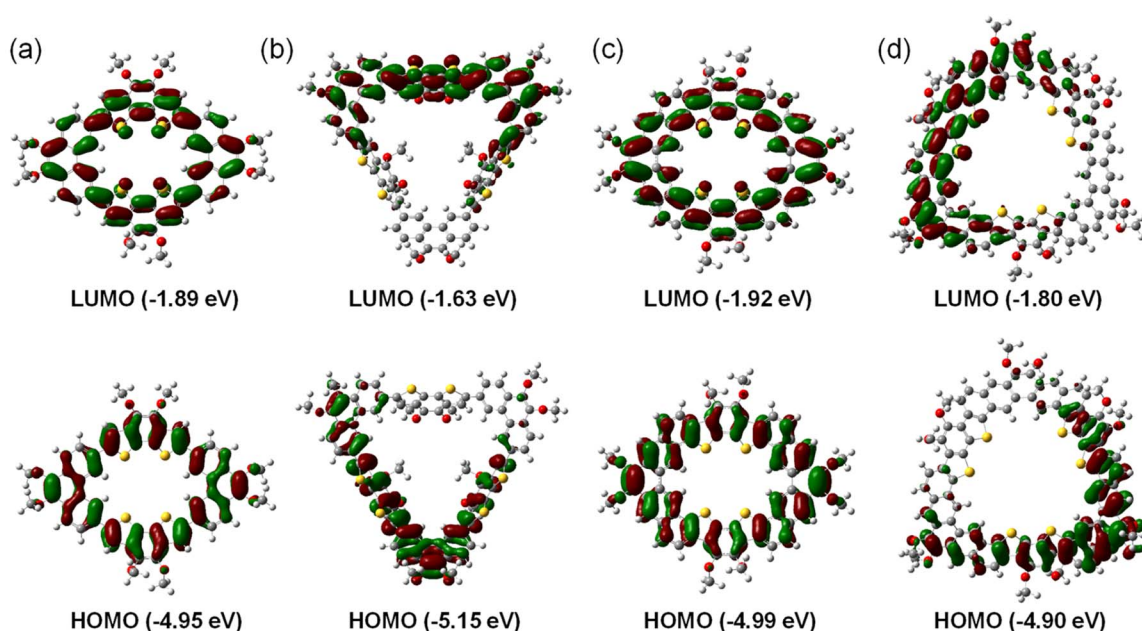 (a) (b) (c) (d)
LUMO (-1.89 eV) LUMO (-1.63 eV) LUMO (-1.92 eV) LUMO (-1.80 eV)
HOMO (-4.95 eV) HOMO (-5.15 eV) HOMO (-4.99 eV) HOMO (-4.90 eV)